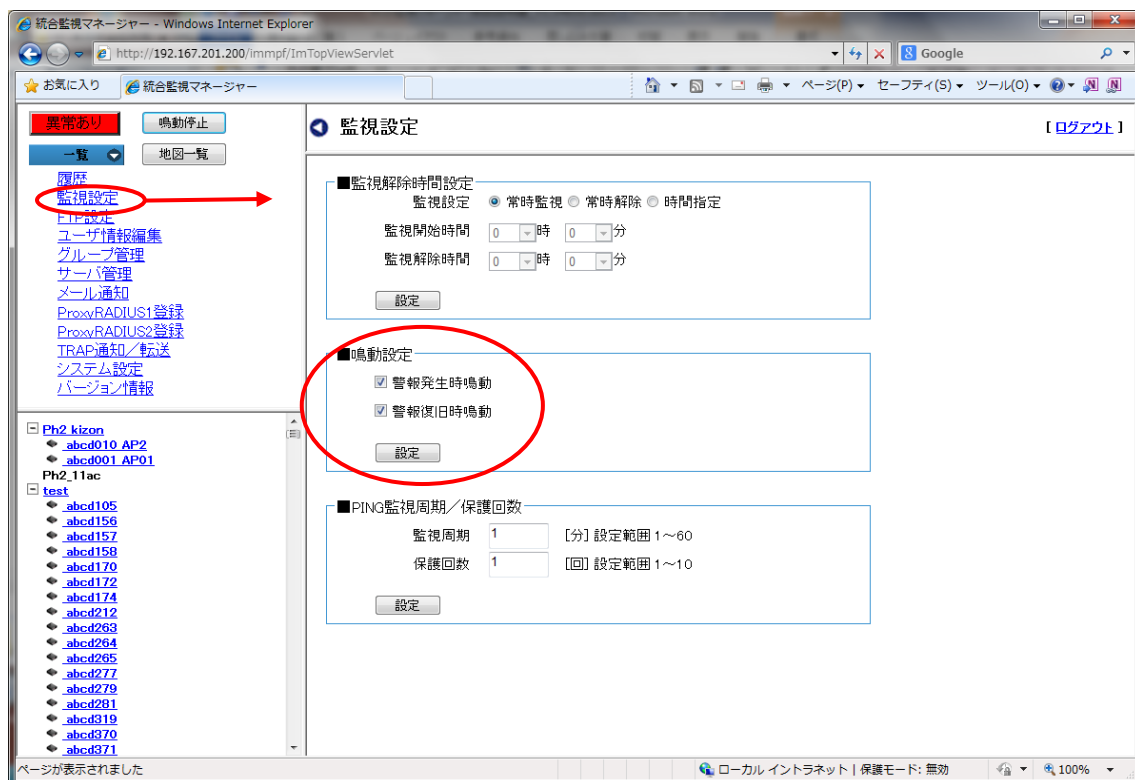 統合監視マネージャー - Windows Internet Explorer
http://192.167.201.200/immpf/ImTopViewServlet
Google
お気に入り
統合監視マネージャー
ページ(P)
セーフティ(S)
ツール(O)
異常あり
鳴動停止
一覧
地図一覧
履歴
監視設定
FTP設定
ユーザ情報編集
グループ管理
サーバ管理
メール通知
ProxyRADIUS1登録
ProxyRADIUS2登録
TRAP通知/転送
システム設定
バージョン情報
Ph2 kizon
abcd010 AP2
abcd001 AP01
Ph2_11ac
test
abcd105
abcd156
abcd157
abcd158
abcd170
abcd172
abcd174
abcd212
abcd263
abcd264
abcd265
abcd277
abcd279
abcd281
abcd319
abcd370
abcd371
監視設定
[ ログアウト ]
■監視解除時間設定
監視設定 常時監視 常時解除 時間指定
監視開始時間 0 時 0 分
監視解除時間 0 時 0 分
設定
■鳴動設定
警報発生時鳴動
警報復旧時鳴動
設定
■PING監視周期/保護回数
監視周期 1 [分] 設定範囲 1~60
保護回数 1 [回] 設定範囲 1~10
設定
ページが表示されました
ローカル イントラネット | 保護モード: 無効
100%